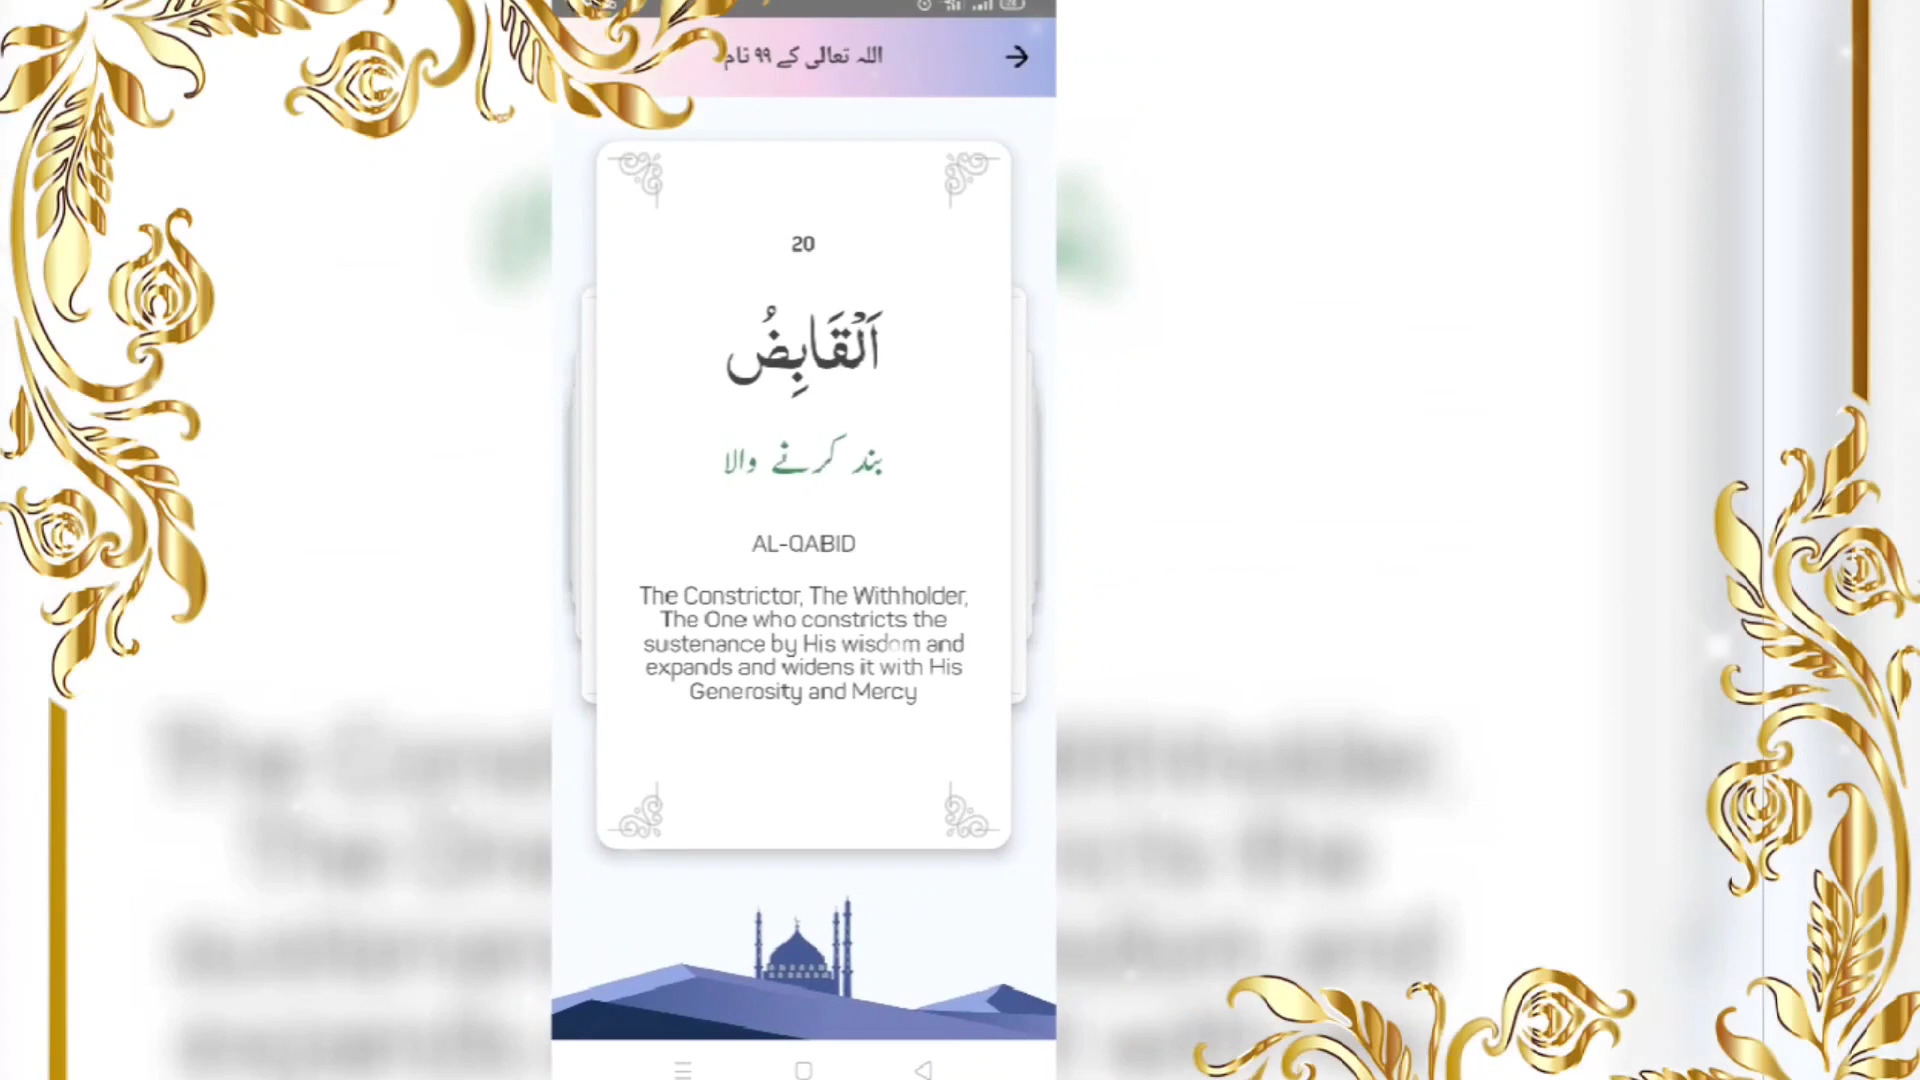 اللہ تعالی کے ۹۹ نام
20
اَلْقَابِضُ
بند کرنے والا
AL-QABID
The Constrictor, The Withholder,
The One who constricts the
sustenance by His wisdom and
expands and widens it with His
Generosity and Mercy